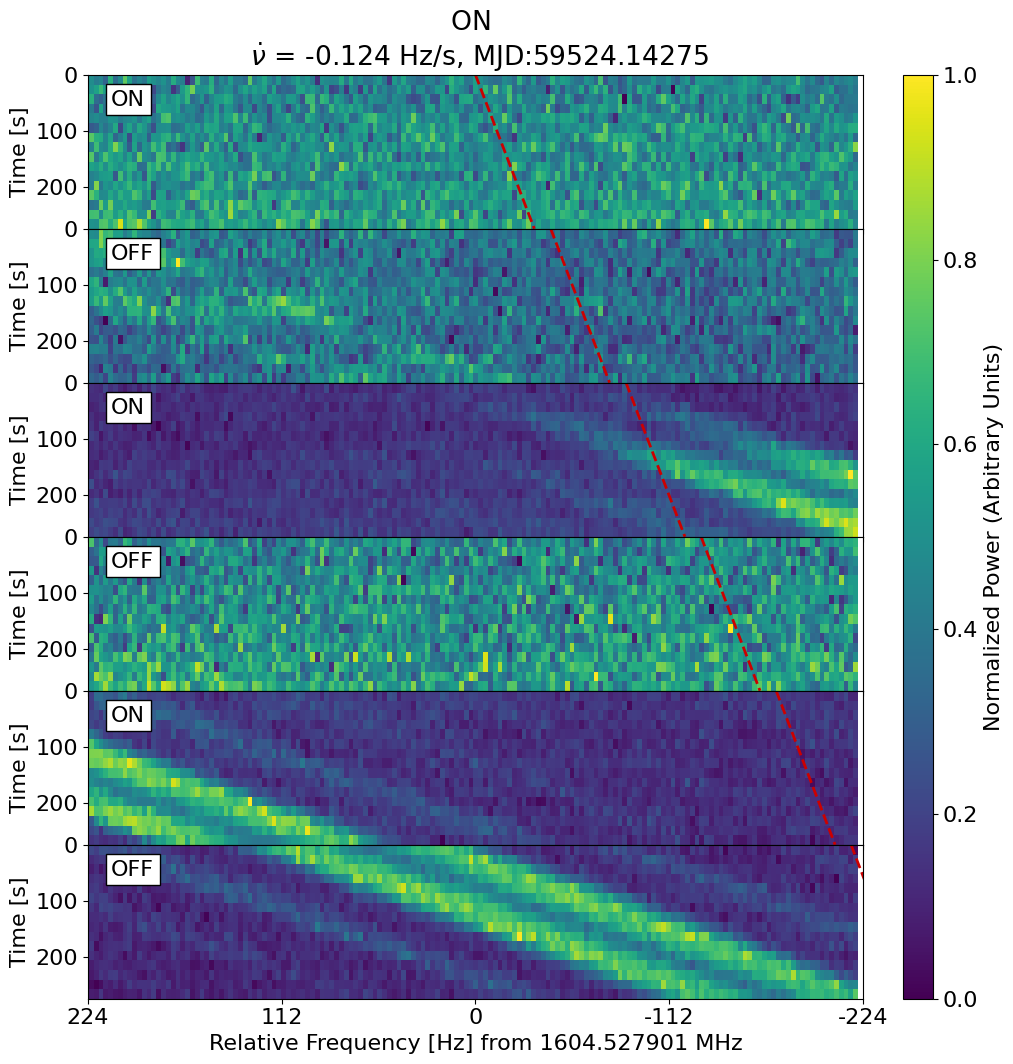 ON
ν̇ = -0.124 Hz/s, MJD:59524.14275
0
ON
100
Time [s]
200
0
OFF
100
Time [s]
200
0
ON
100
Time [s]
200
0
OFF
100
Time [s]
200
0
ON
100
Time [s]
200
0
OFF
100
Time [s]
200
224 112 0 -112 -224
Relative Frequency [Hz] from 1604.527901 MHz
1.0
0.8
0.6
0.4
0.2
0.0
Normalized Power (Arbitrary Units)